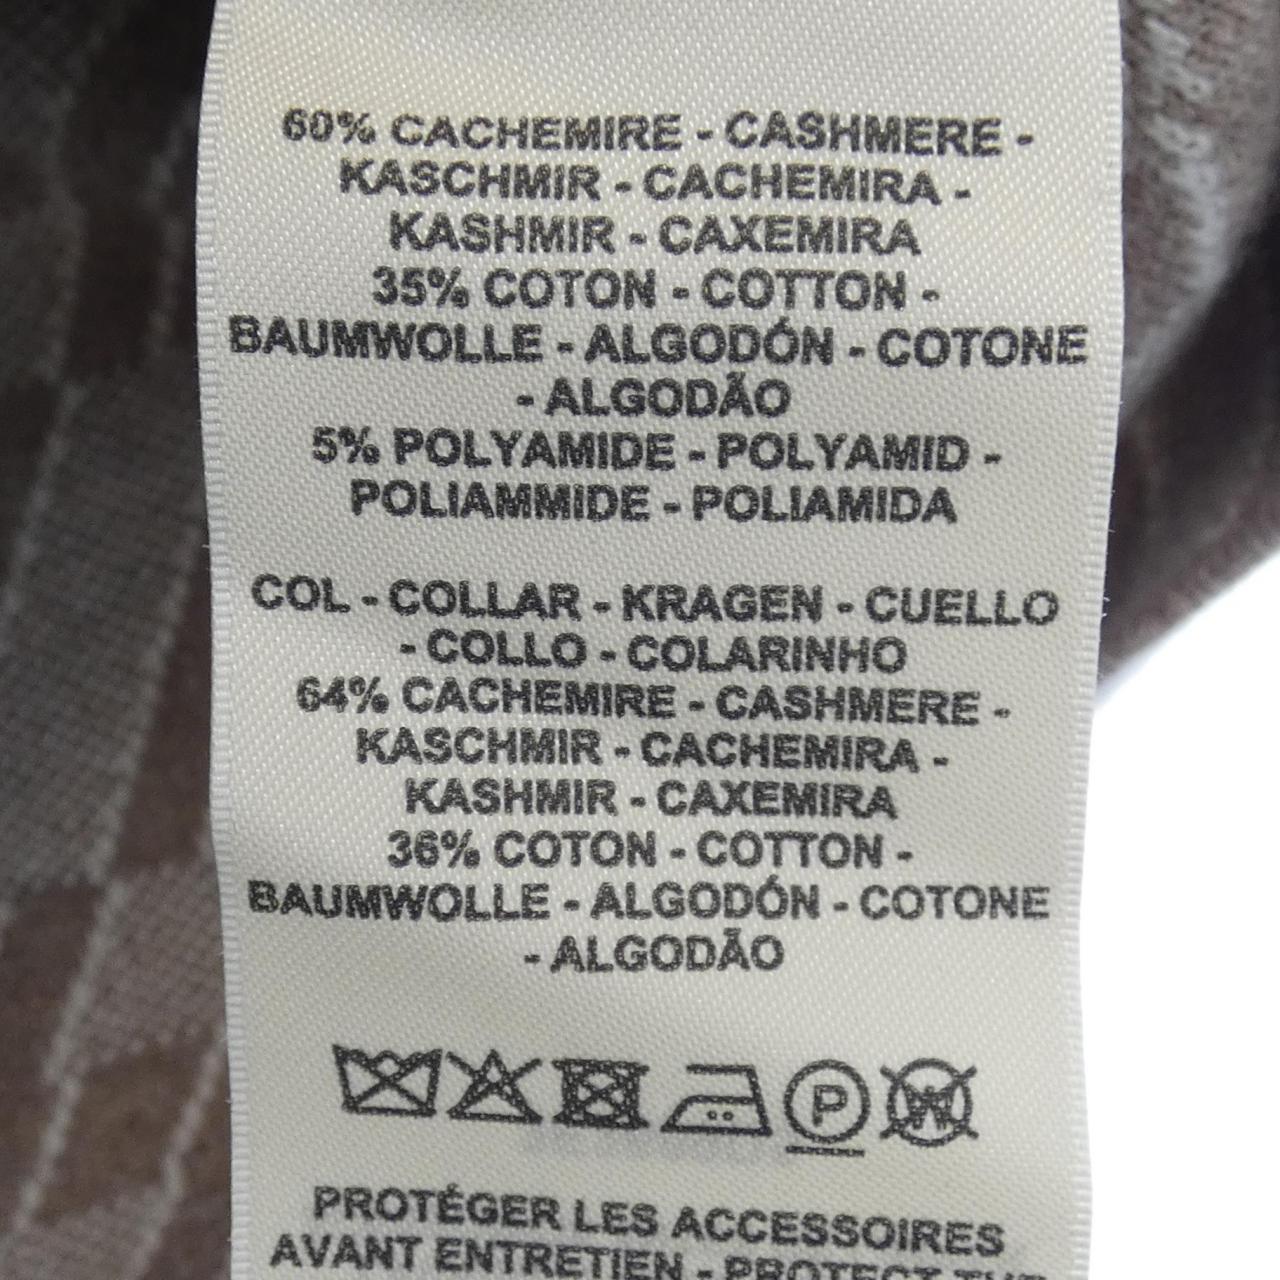 60% CACHEMIRE - CASHMERE -
KASCHMIR - CACHEMIRA -
KASHMIR - CAXEMIRA
35% COTON - COTTON -
BAUMWOLLE - ALGODÓN - COTONE
- ALGODÃO
5% POLYAMIDE - POLYAMID -
POLIAMMIDE - POLIAMIDA
COL - COLLAR - KRAGEN - CUELLO
- COLLO - COLARINHO
64% CACHEMIRE - CASHMERE -
KASCHMIR - CACHEMIRA -
KASHMIR - CAXEMIRA
36% COTON - COTTON -
BAUMWOLLE - ALGODÓN - COTONE
- ALGODÃO
P W
PROTÉGER LES ACCESSOIRES
AVANT ENTRETIEN - PROTECT THE